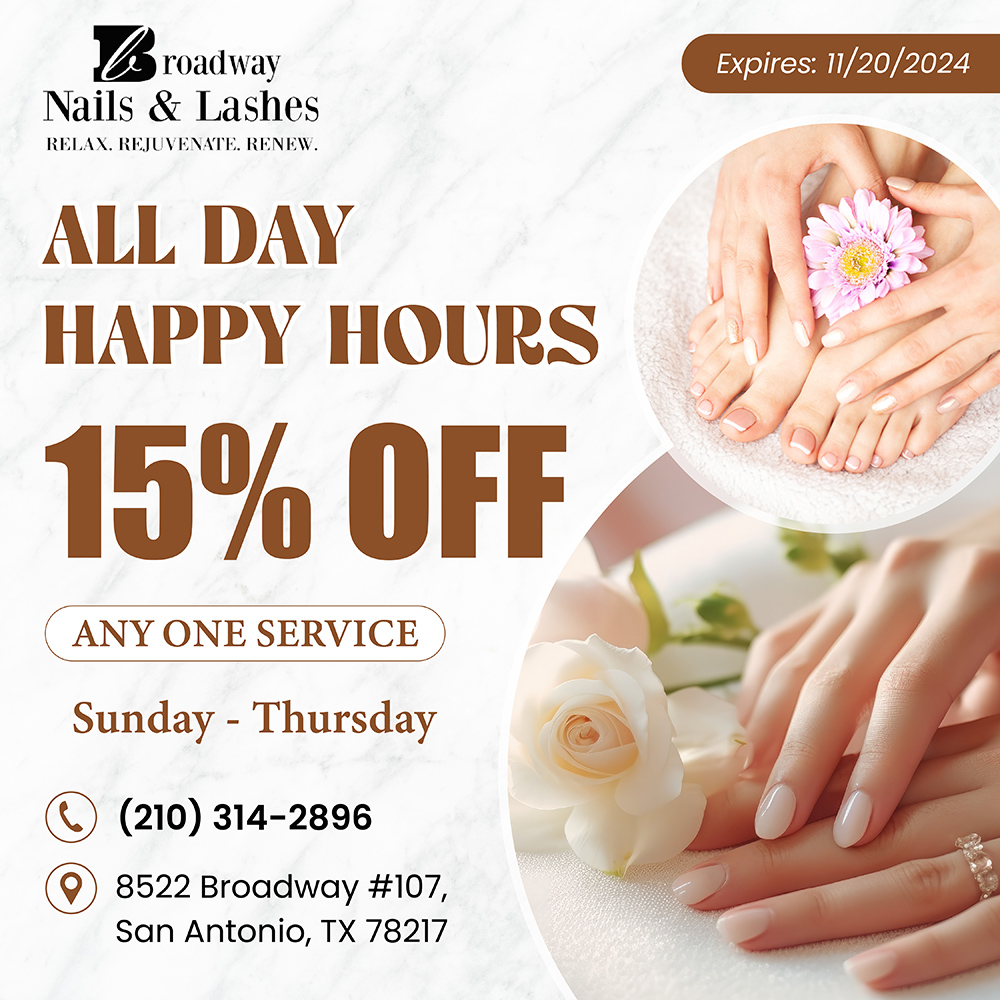 Broadway
Nails & Lashes
RELAX. REJUVENATE. RENEW.
Expires: 11/20/2024
ALL DAY
HAPPY HOURS
15% OFF
ANY ONE SERVICE
Sunday - Thursday
(210) 314-2896
8522 Broadway #107,
San Antonio, TX 78217